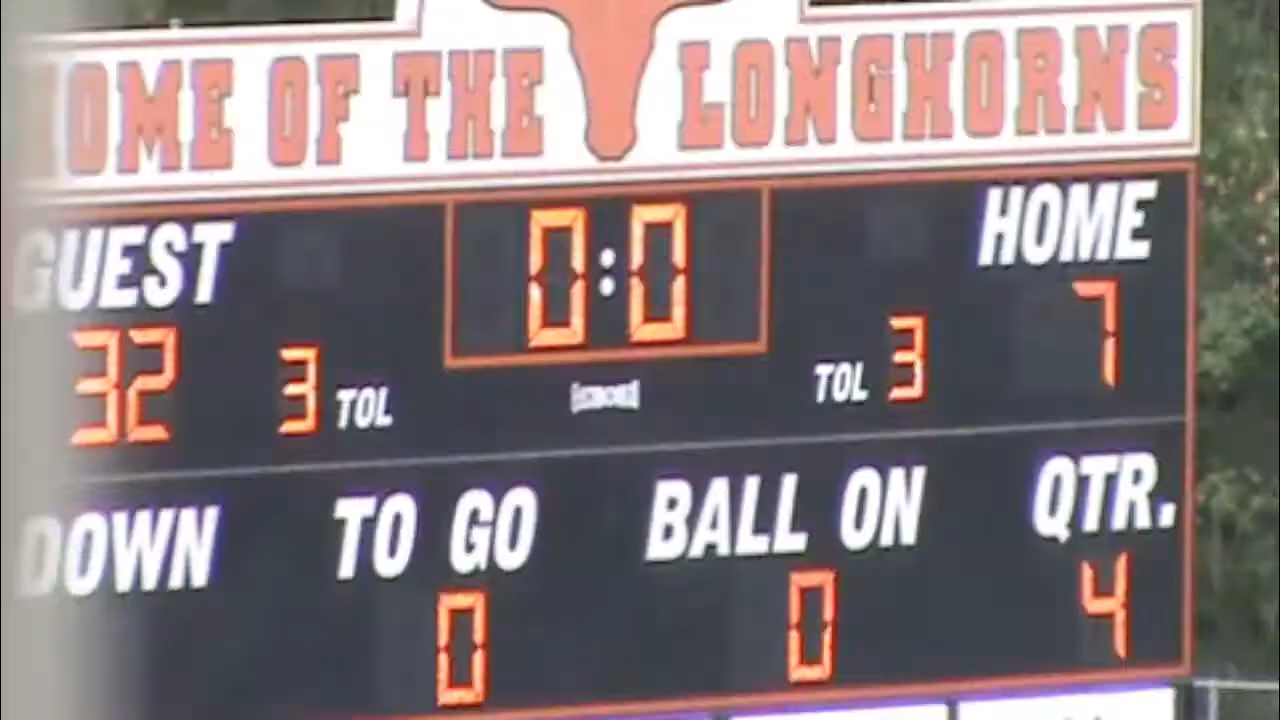 OME OF THE LONGHORNS
GUEST 0:0 HOME
32 3 TOL TOL 3 7
DOWN TO GO BALL ON QTR.
0 0 4